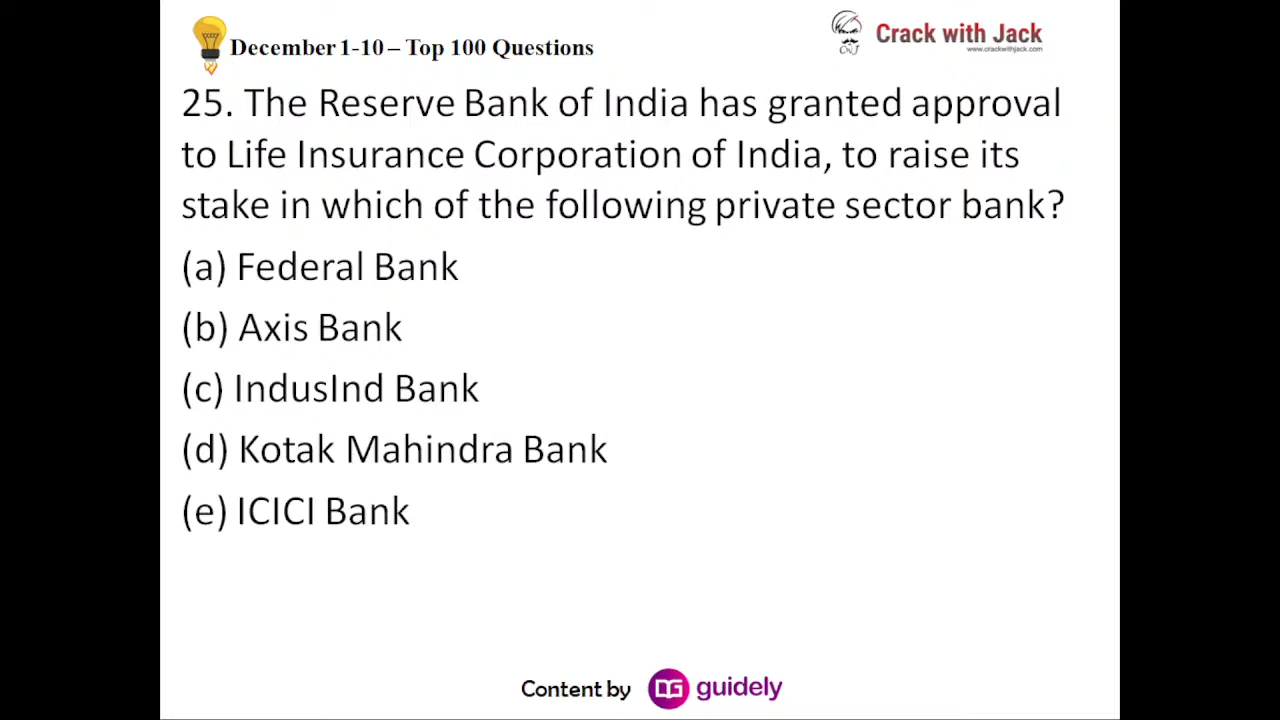 December 1-10 – Top 100 Questions
Crack with Jack
www.crackwithjack.com
CWJ
25. The Reserve Bank of India has granted approval
to Life Insurance Corporation of India, to raise its
stake in which of the following private sector bank?
(a) Federal Bank
(b) Axis Bank
(c) IndusInd Bank
(d) Kotak Mahindra Bank
(e) ICICI Bank
Content by
guidely